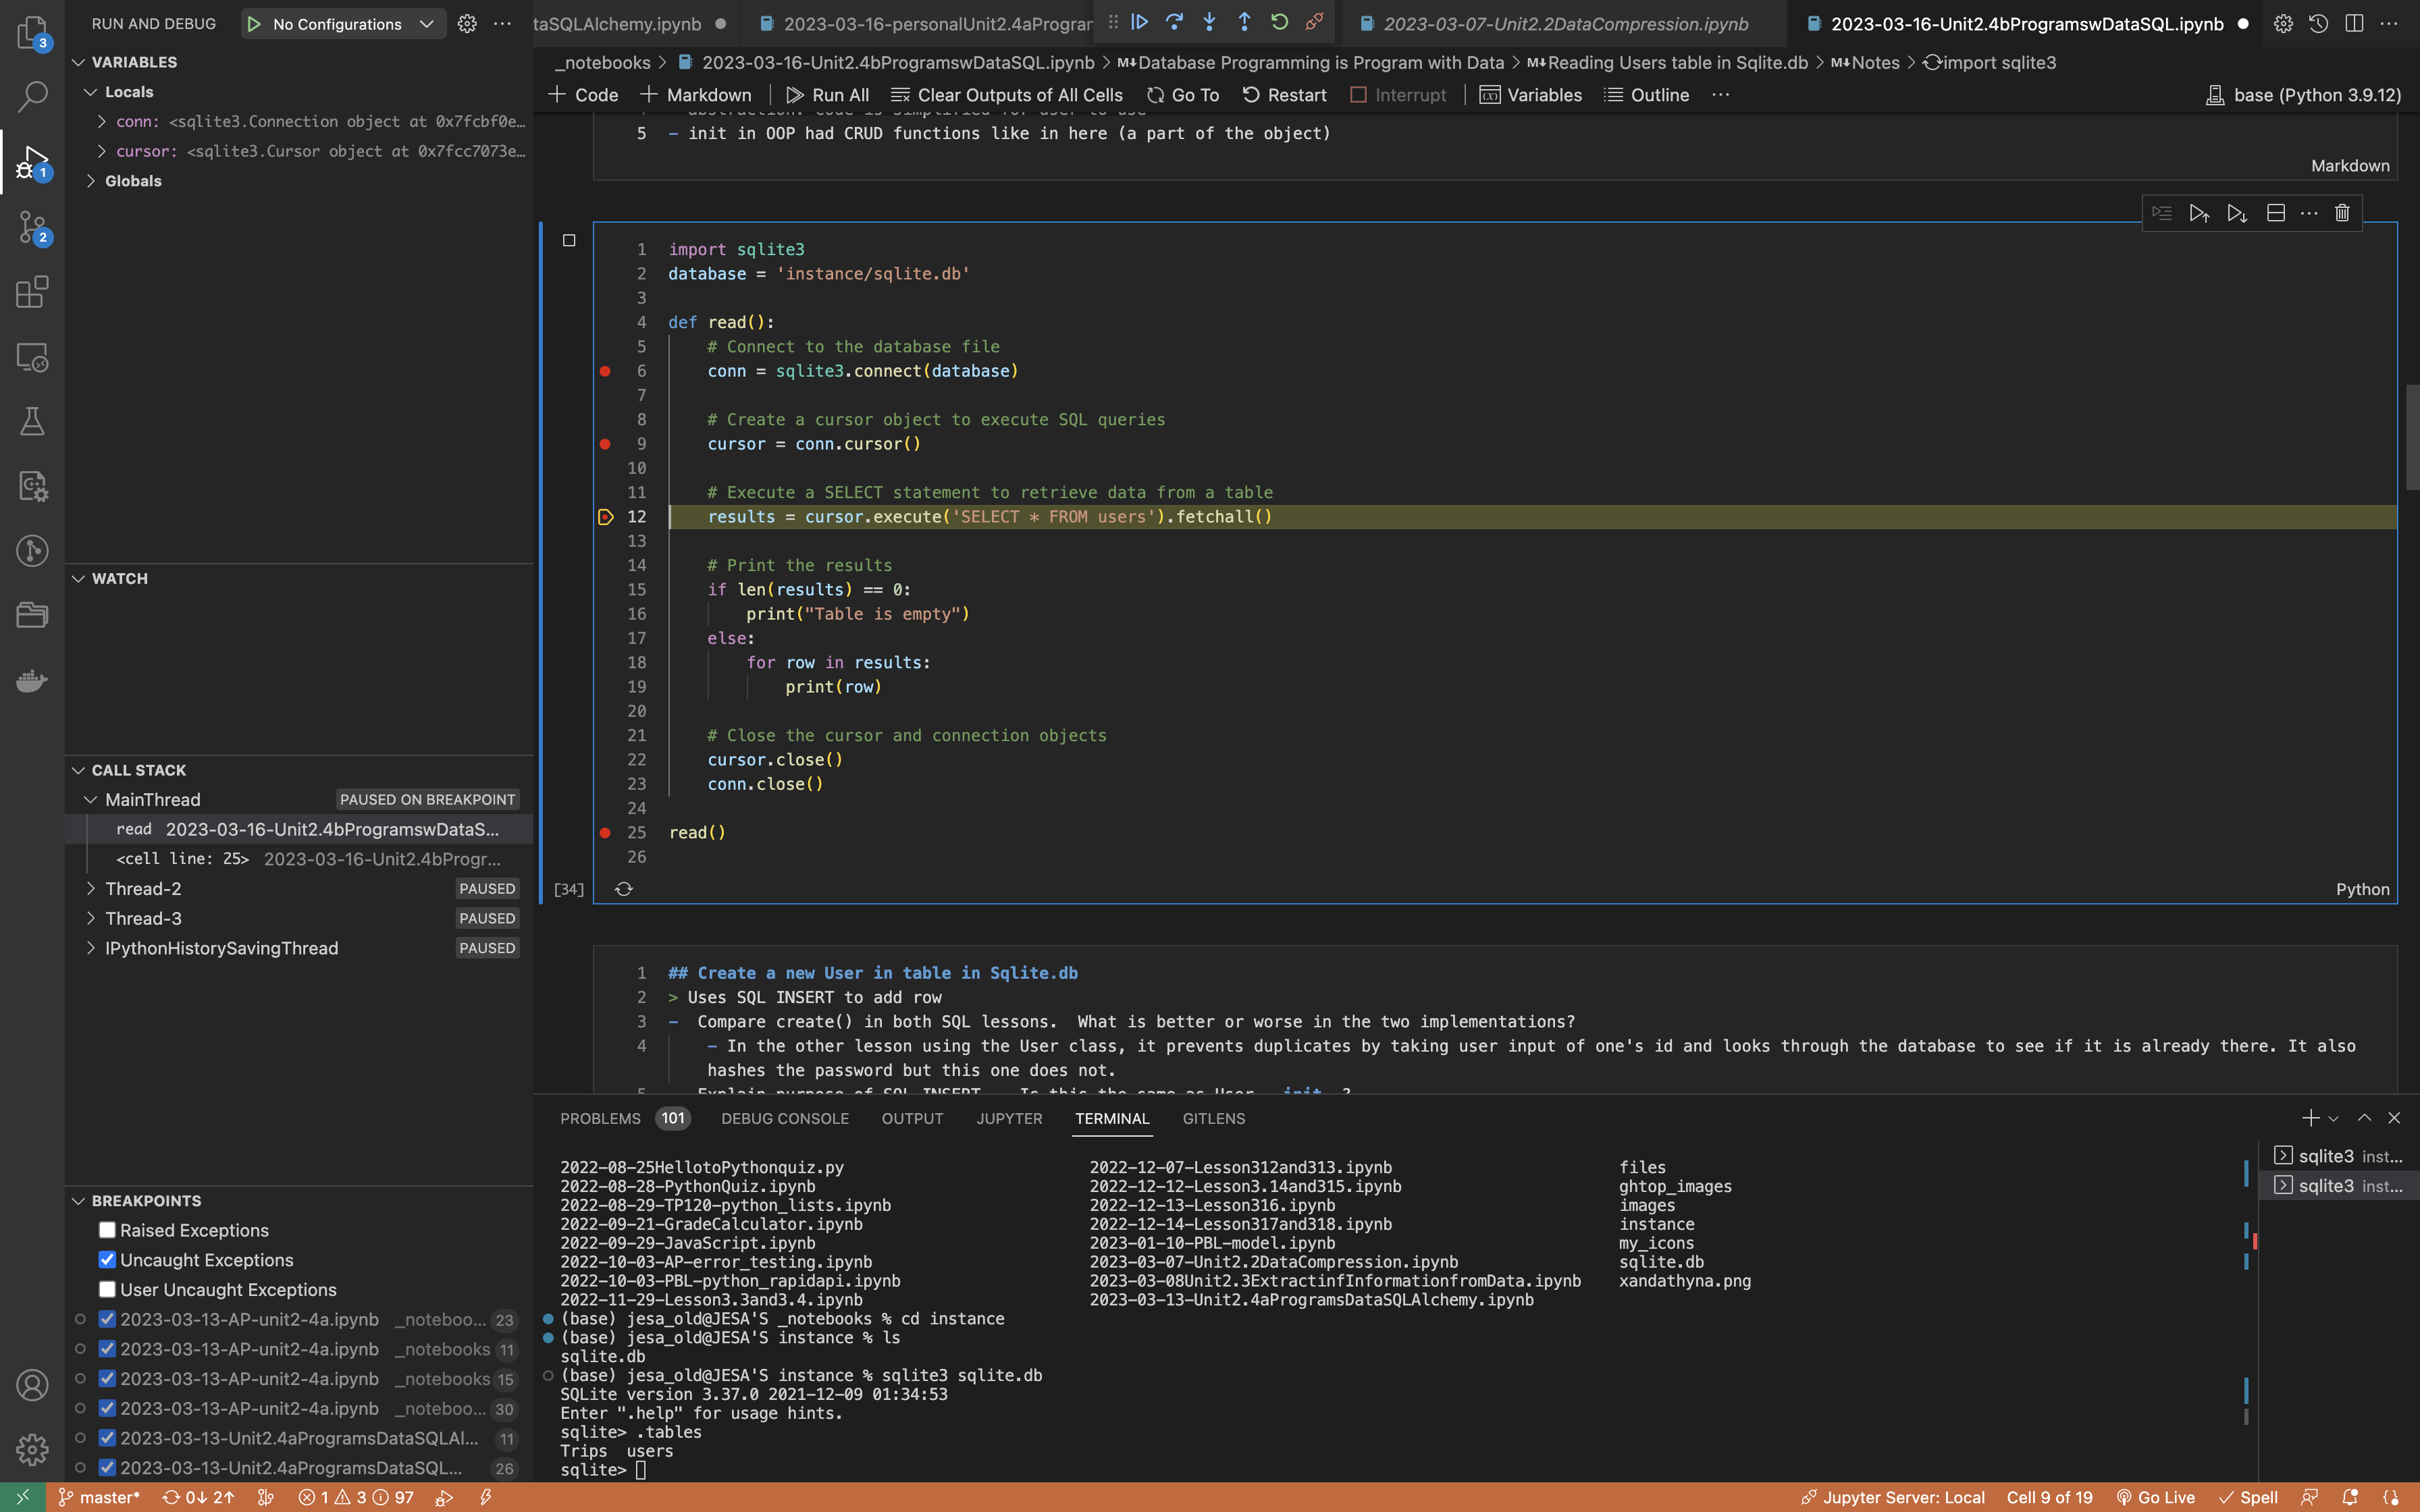 RUN AND DEBUG
No Configurations
taSQLAlchemy.ipynb
2023-03-16-personalUnit2.4aProgram
2023-03-07-Unit2.2DataCompression.ipynb
2023-03-16-Unit2.4bProgramswDataSQL.ipynb
_notebooks > 2023-03-16-Unit2.4bProgramswDataSQL.ipynb > M↓Database Programming is Program with Data > M↓Reading Users table in Sqlite.db > M↓Notes > import sqlite3
+ Code + Markdown Run All Clear Outputs of All Cells Go To Restart Interrupt Variables Outline ···
base (Python 3.9.12)
VARIABLES
Locals
conn: <sqlite3.Connection object at 0x7fcbf0e…
cursor: <sqlite3.Cursor object at 0x7fcc7073e…
Globals
WATCH
CALL STACK
MainThread PAUSED ON BREAKPOINT
read 2023-03-16-Unit2.4bProgramswDataS...
<cell line: 25> 2023-03-16-Unit2.4bProgr...
Thread-2 PAUSED
Thread-3 PAUSED
IPythonHistorySavingThread PAUSED
BREAKPOINTS
Raised Exceptions
Uncaught Exceptions
User Uncaught Exceptions
2023-03-13-AP-unit2-4a.ipynb _noteboo... 23
2023-03-13-AP-unit2-4a.ipynb _notebooks 11
2023-03-13-AP-unit2-4a.ipynb _notebooks 15
2023-03-13-AP-unit2-4a.ipynb _noteboo... 30
2023-03-13-Unit2.4aProgramsDataSQLAl... 11
2023-03-13-Unit2.4aProgramsDataSQL... 26
4 - abstraction: code is simplified for user to use
5 - init in OOP had CRUD functions like in here (a part of the object)
Markdown
1 import sqlite3
2 database = 'instance/sqlite.db'
3
4 def read():
5 # Connect to the database file
6 conn = sqlite3.connect(database)
7
8 # Create a cursor object to execute SQL queries
9 cursor = conn.cursor()
10
11 # Execute a SELECT statement to retrieve data from a table
12 results = cursor.execute('SELECT * FROM users').fetchall()
13
14 # Print the results
15 if len(results) == 0:
16 print("Table is empty")
17 else:
18 for row in results:
19 print(row)
20
21 # Close the cursor and connection objects
22 cursor.close()
23 conn.close()
24
25 read()
26
[34]
Python
1 ## Create a new User in table in Sqlite.db
2 > Uses SQL INSERT to add row
3 - Compare create() in both SQL lessons. What is better or worse in the two implementations?
4 - In the other lesson using the User class, it prevents duplicates by taking user input of one's id and looks through the database to see if it is already there. It also
hashes the password but this one does not.
5 - Explain purpose of SQL INSERT. Is this the same as User __init__?
PROBLEMS 101 DEBUG CONSOLE OUTPUT JUPYTER TERMINAL GITLENS
2022-08-25HellotoPythonquiz.py 2022-12-07-Lesson312and313.ipynb files
2022-08-28-PythonQuiz.ipynb 2022-12-12-Lesson3.14and315.ipynb ghtop_images
2022-08-29-TP120-python_lists.ipynb 2022-12-13-Lesson316.ipynb images
2022-09-21-GradeCalculator.ipynb 2022-12-14-Lesson317and318.ipynb instance
2022-09-29-JavaScript.ipynb 2023-01-10-PBL-model.ipynb my_icons
2022-10-03-AP-error_testing.ipynb 2023-03-07-Unit2.2DataCompression.ipynb sqlite.db
2022-10-03-PBL-python_rapidapi.ipynb 2023-03-08Unit2.3ExtractinfInformationfromData.ipynb xandathyna.png
2022-11-29-Lesson3.3and3.4.ipynb 2023-03-13-Unit2.4aProgramsDataSQLAlchemy.ipynb
(base) jesa_old@JESA'S _notebooks % cd instance
(base) jesa_old@JESA'S instance % ls
sqlite.db
(base) jesa_old@JESA'S instance % sqlite3 sqlite.db
SQLite version 3.37.0 2021-12-09 01:34:53
Enter ".help" for usage hints.
sqlite> .tables
Trips users
sqlite>
sqlite3 inst...
sqlite3 inst...
3
1
2
master* 0↓ 2↑ 1 3 97
Jupyter Server: Local Cell 9 of 19 Go Live Spell